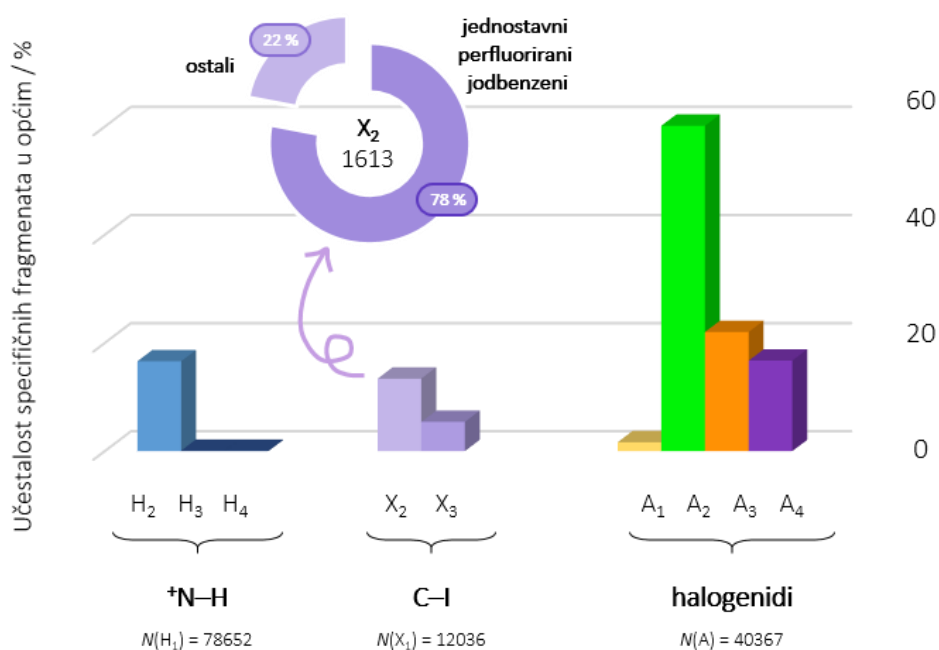 Učestalost specifičnih fragmenata u općim / %
22 %
ostali
jednostavni
perfluorirani
jodbenzeni
X₂
1613
78 %
60
40
20
0
H₂ H₃ H₄
X₂ X₃
A₁ A₂ A₃ A₄
⁺N–H
C–I
halogenidi
N(H₁) = 78652
N(X₁) = 12036
N(A) = 40367